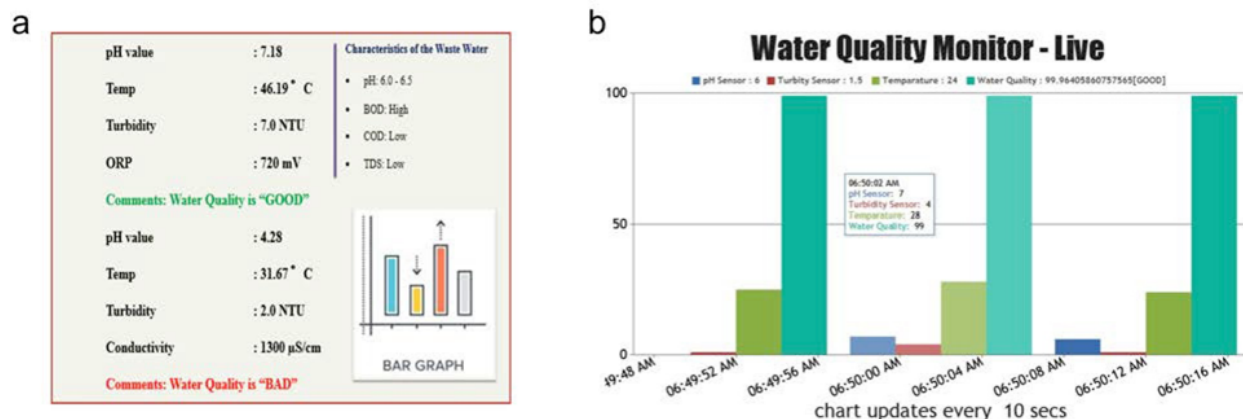 a
pH value : 7.18
Temp : 46.19° C
Turbidity : 7.0 NTU
ORP : 720 mV
Comments: Water Quality is “GOOD”
pH value : 4.28
Temp : 31.67° C
Turbidity : 2.0 NTU
Conductivity : 1300 µS/cm
Comments: Water Quality is “BAD”
Characteristics of the Waste Water
• pH: 6.0 - 6.5
• BOD: High
• COD: Low
• TDS: Low
BAR GRAPH
b
Water Quality Monitor - Live
pH Sensor : 6 Turbity Sensor : 1.5 Temparature : 24 Water Quality : 99.96405860757565[GOOD]
100
50
0
06:50:02 AM
pH Sensor: 7
Turbidity Sensor: 4
Temperature: 28
Water Quality: 99
49:48 AM 06:49:52 AM 06:49:56 AM 06:50:00 AM 06:50:04 AM 06:50:08 AM 06:50:12 AM 06:50:16 AM
chart updates every 10 secs